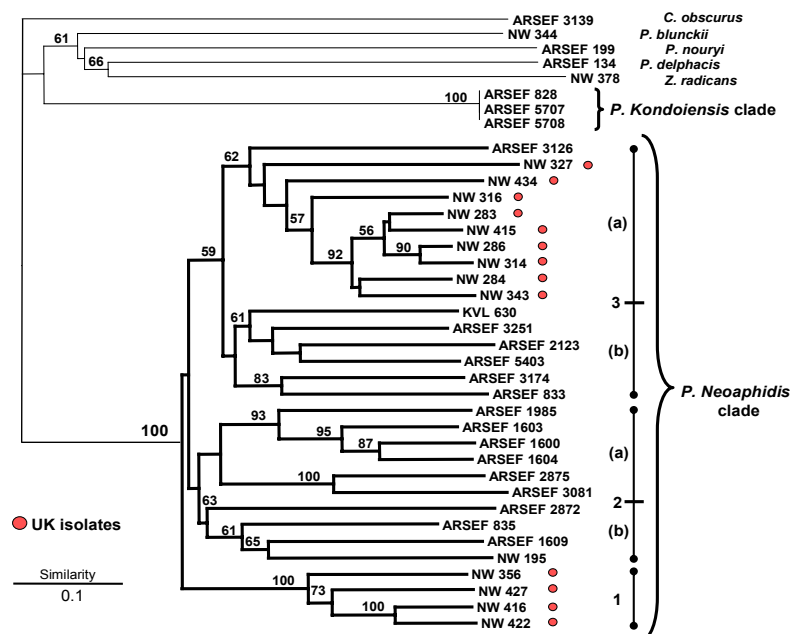 ARSEF 3139 C. obscurus
61 NW 344 P. blunckii
ARSEF 199 P. nouryi
66 ARSEF 134 P. delphacis
NW 378 Z. radicans
100 ARSEF 828
ARSEF 5707 P. Kondoiensis clade
ARSEF 5708
ARSEF 3126
62 NW 327
NW 434
57 NW 316
NW 283
56 NW 415 (a)
90 NW 286
59 92 NW 314
NW 284
NW 343
3
61 KVL 630
ARSEF 3251
ARSEF 2123 (b)
ARSEF 5403
83 ARSEF 3174
ARSEF 833
P. Neoaphidis
clade
93 ARSEF 1985
95 ARSEF 1603
100 87 ARSEF 1600 (a)
ARSEF 1604
100 ARSEF 2875
ARSEF 3081
2
63 ARSEF 2872
UK isolates
61 ARSEF 835 (b)
65 ARSEF 1609
NW 195
100 NW 356
Similarity
73 NW 427
0.1
100 NW 416 1
NW 422